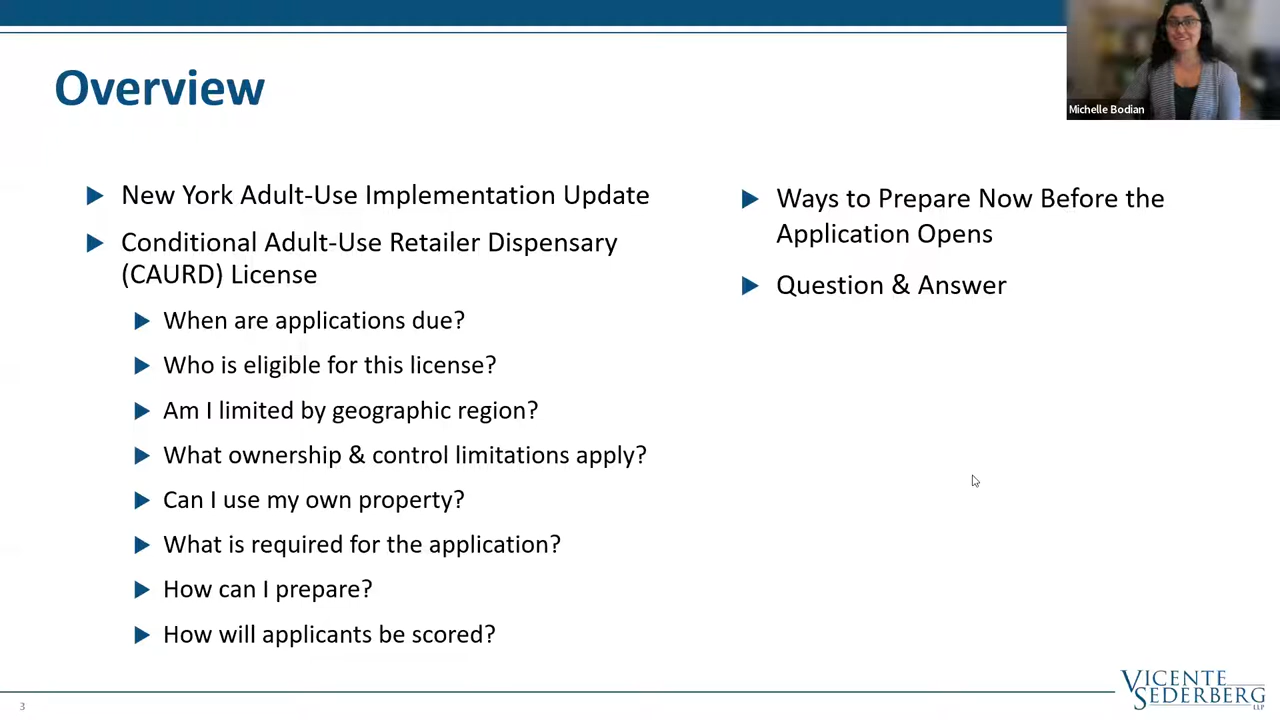 Overview
Michelle Bodian
New York Adult-Use Implementation Update
Conditional Adult-Use Retailer Dispensary
(CAURD) License
When are applications due?
Who is eligible for this license?
Am I limited by geographic region?
What ownership & control limitations apply?
Can I use my own property?
What is required for the application?
How can I prepare?
How will applicants be scored?
Ways to Prepare Now Before the
Application Opens
Question & Answer
3
VICENTE
SEDERBERG
LLP